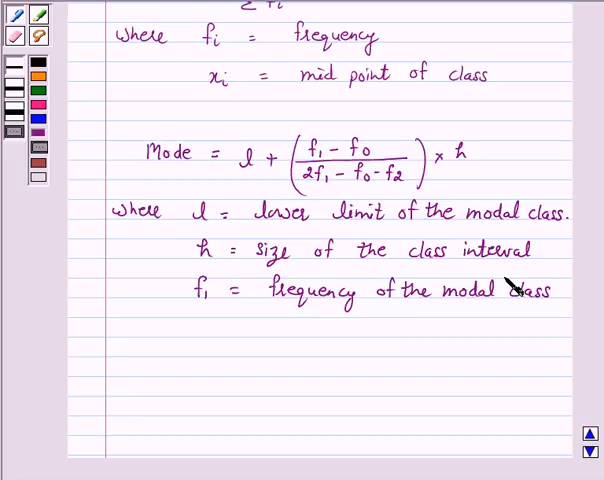 Σ fi
where fi = frequency
xi = mid point of class
Mode = l + (f1 - f0 / 2f1 - f0 - f2) × h
where l = lower limit of the modal class.
h = size of the class interval
f1 = frequency of the modal class